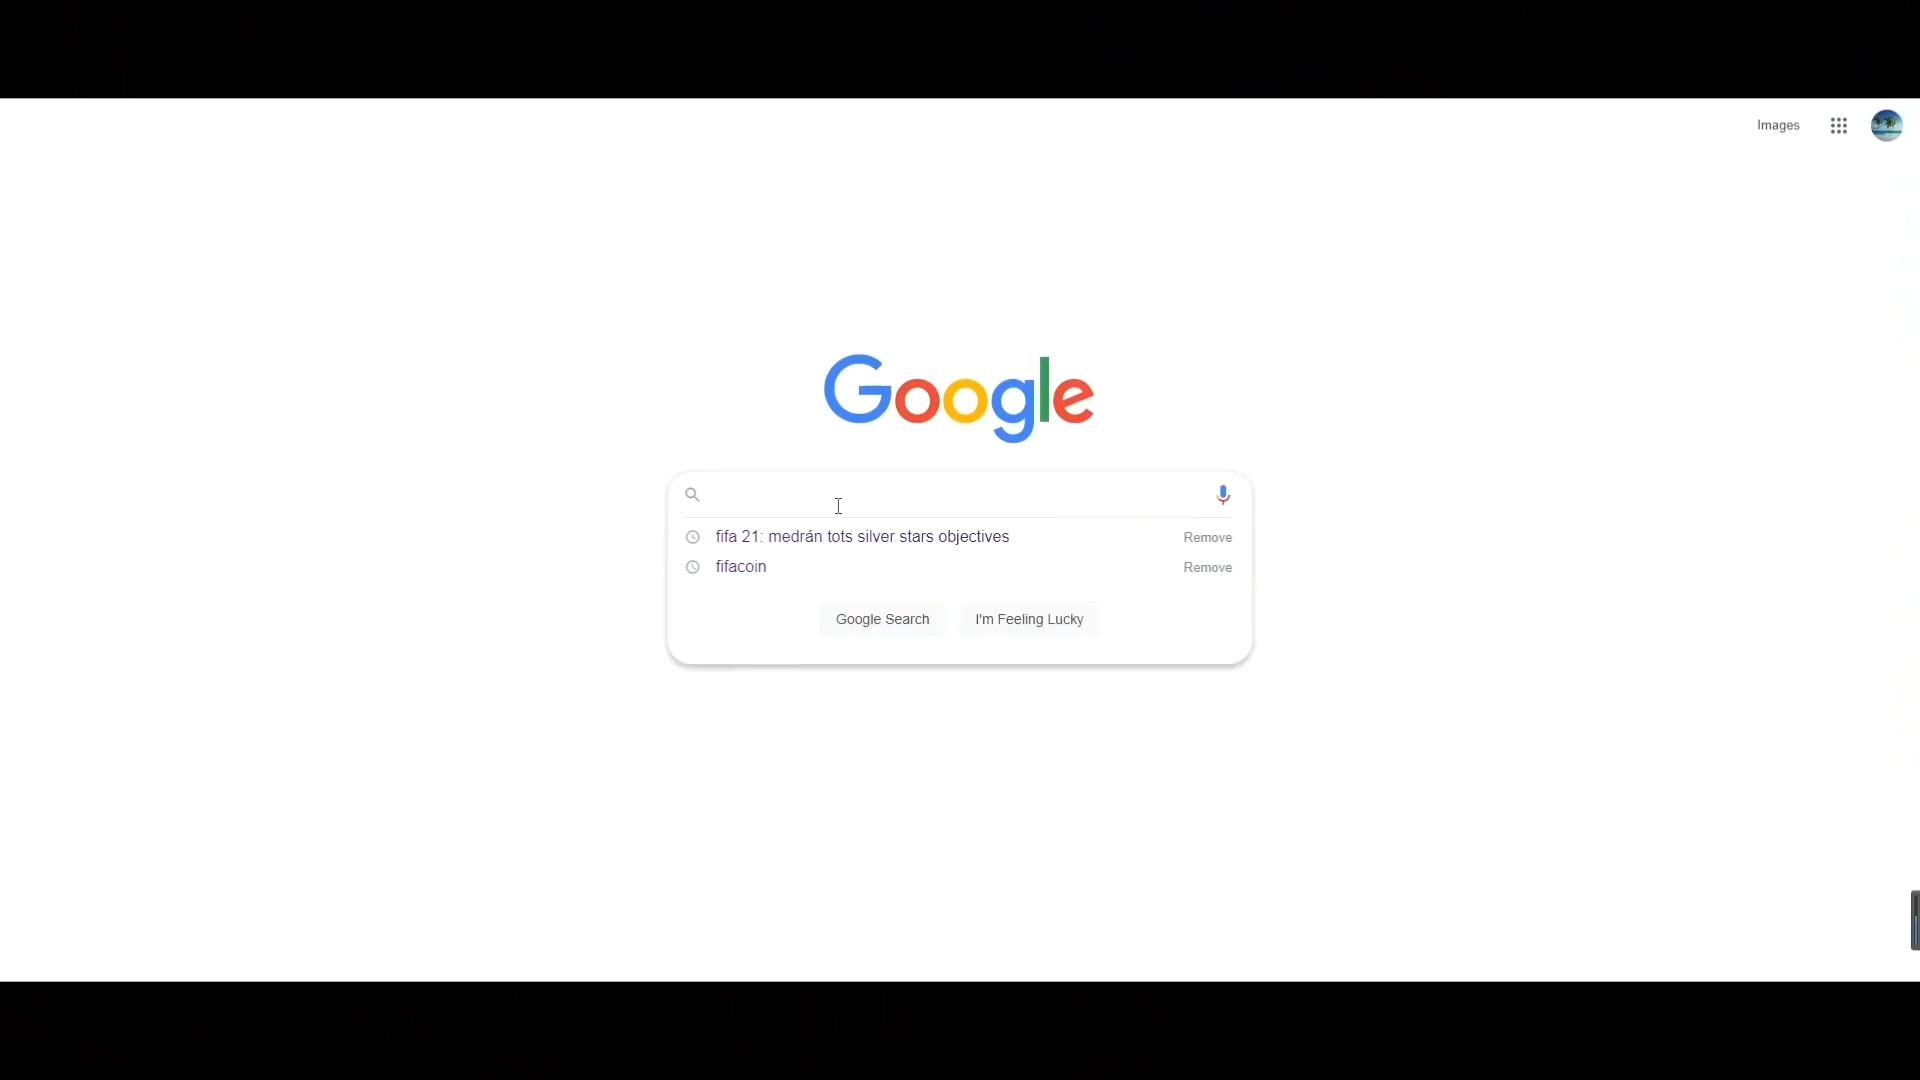 Images
Google
fifa 21: medrán tots silver stars objectives
Remove
fifacoin
Remove
Google Search
I'm Feeling Lucky